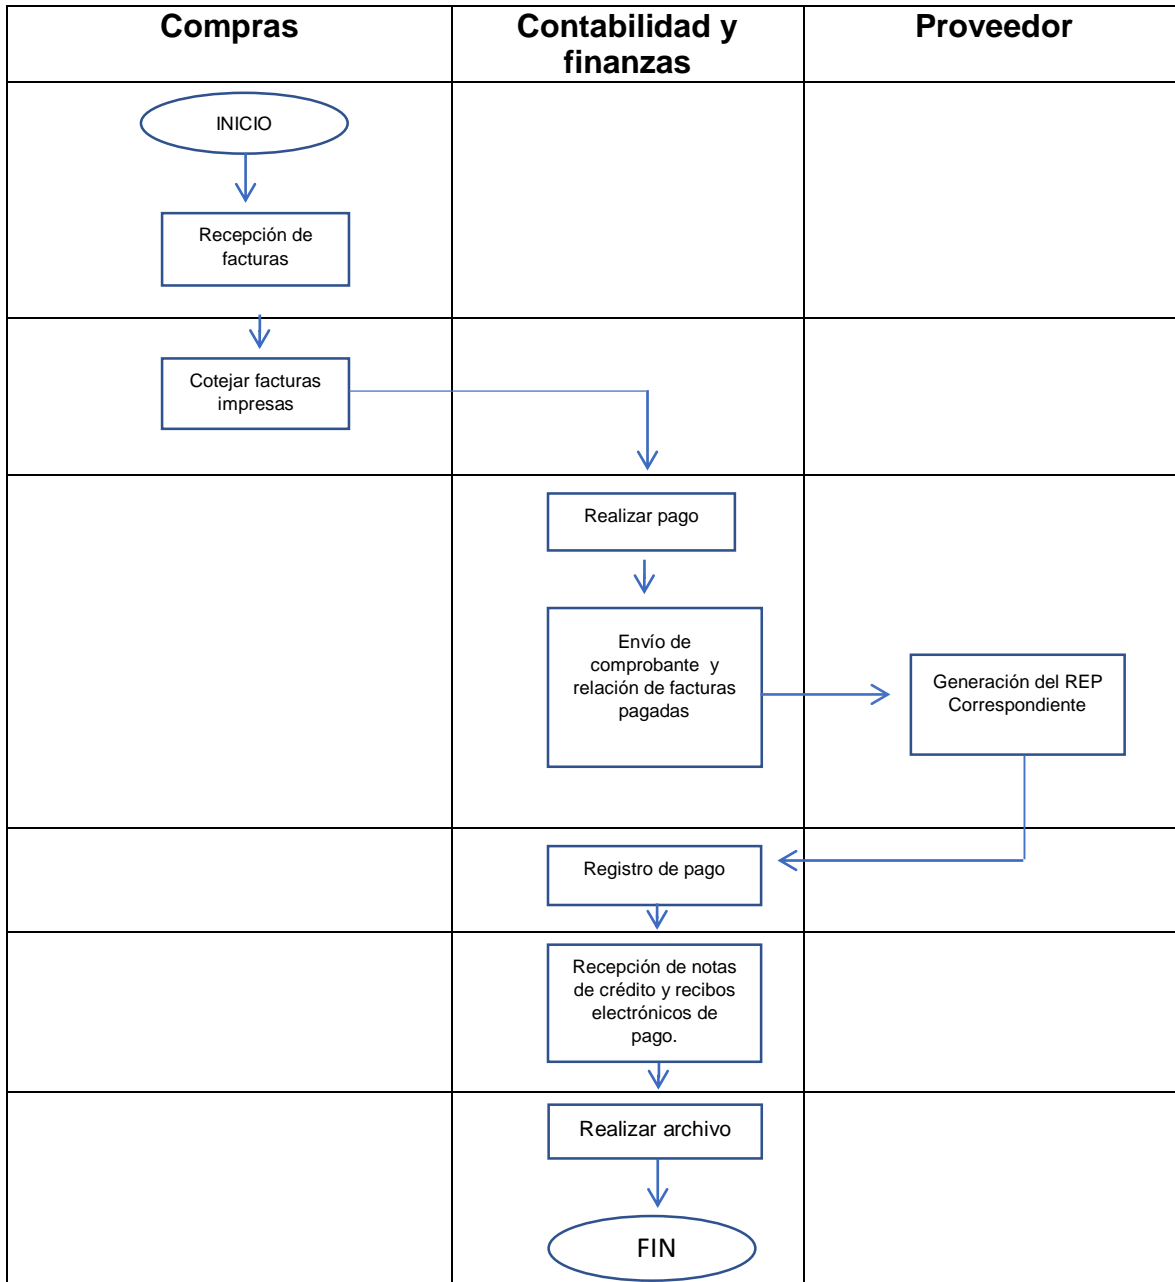 Compras
Contabilidad y
finanzas
Proveedor
INICIO
Recepción de
facturas
Cotejar facturas
impresas
Realizar pago
Envío de
comprobante y
relación de facturas
pagadas
Generación del REP
Correspondiente
Registro de pago
Recepción de notas
de crédito y recibos
electrónicos de
pago.
Realizar archivo
FIN